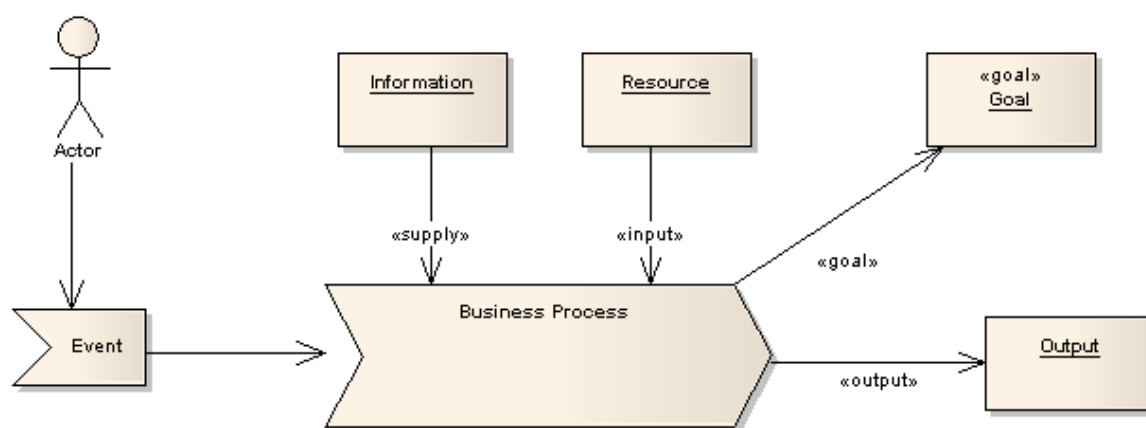 Information
Resource
«goal»
Goal
Actor
«supply»
«input»
«goal»
Business Process
Event
Output
«output»